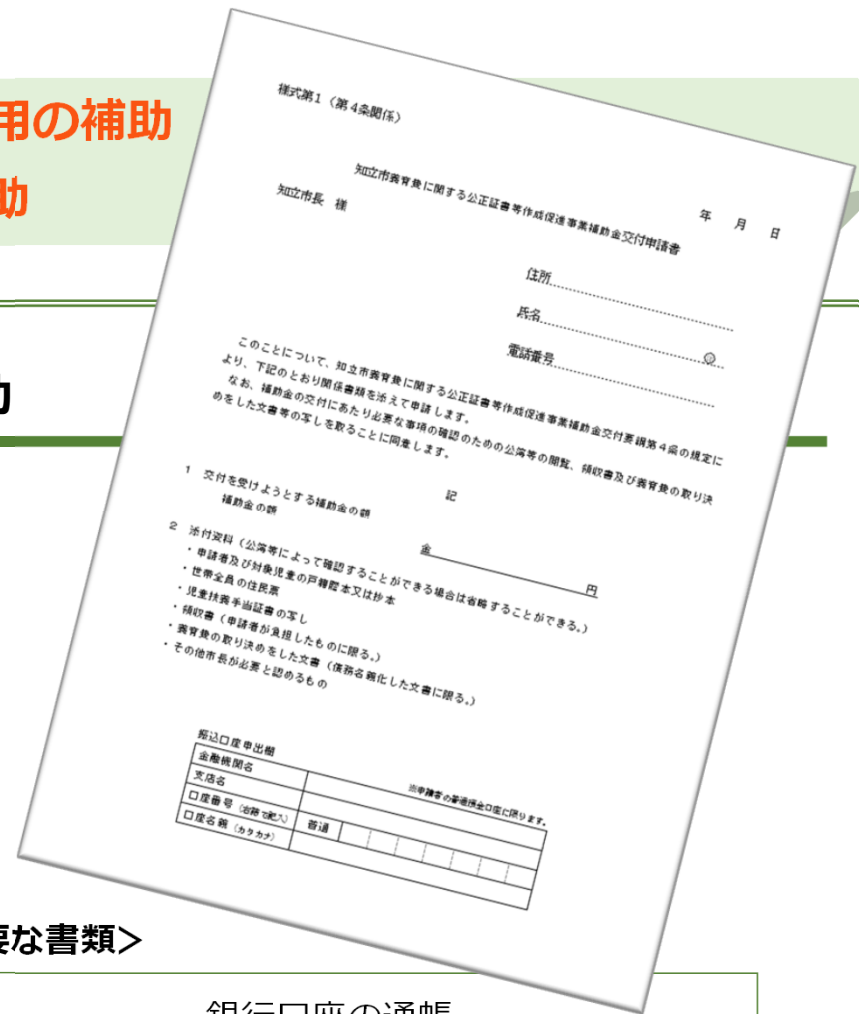 用の補助
助
様式第1（第4条関係）
知立市養育費に関する公正証書等作成促進事業補助金交付申請書
年　月　日
知立市長　様
住所
氏名　㊞
電話番号
このことについて、知立市養育費に関する公正証書等作成促進事業補助金交付要綱第4条の規定に
より、下記のとおり関係書類を添えて申請します。
なお、補助金の交付にあたり必要な事項の確認のための公簿等の閲覧、領収書及び養育費の取り決
めをした文書等の写しを取ることに同意します。
記
1　交付を受けようとする補助金の額
補助金の額　金　円
2　添付資料（公簿等によって確認することができる場合は省略することができる。）
・申請者及び対象児童の戸籍謄本又は抄本
・世帯全員の住民票
・児童扶養手当証書の写し
・領収書（申請者が負担したものに限る。）
・養育費の取り決めをした文書（債務名義化した文書に限る。）
・その他市長が必要と認めるもの
振込口座申出欄　※申請者の普通預金口座に限ります。
金融機関名
支店名
口座番号（右詰で記入）　普通
口座名義（カタカナ）
要な書類>
銀行口座の通帳